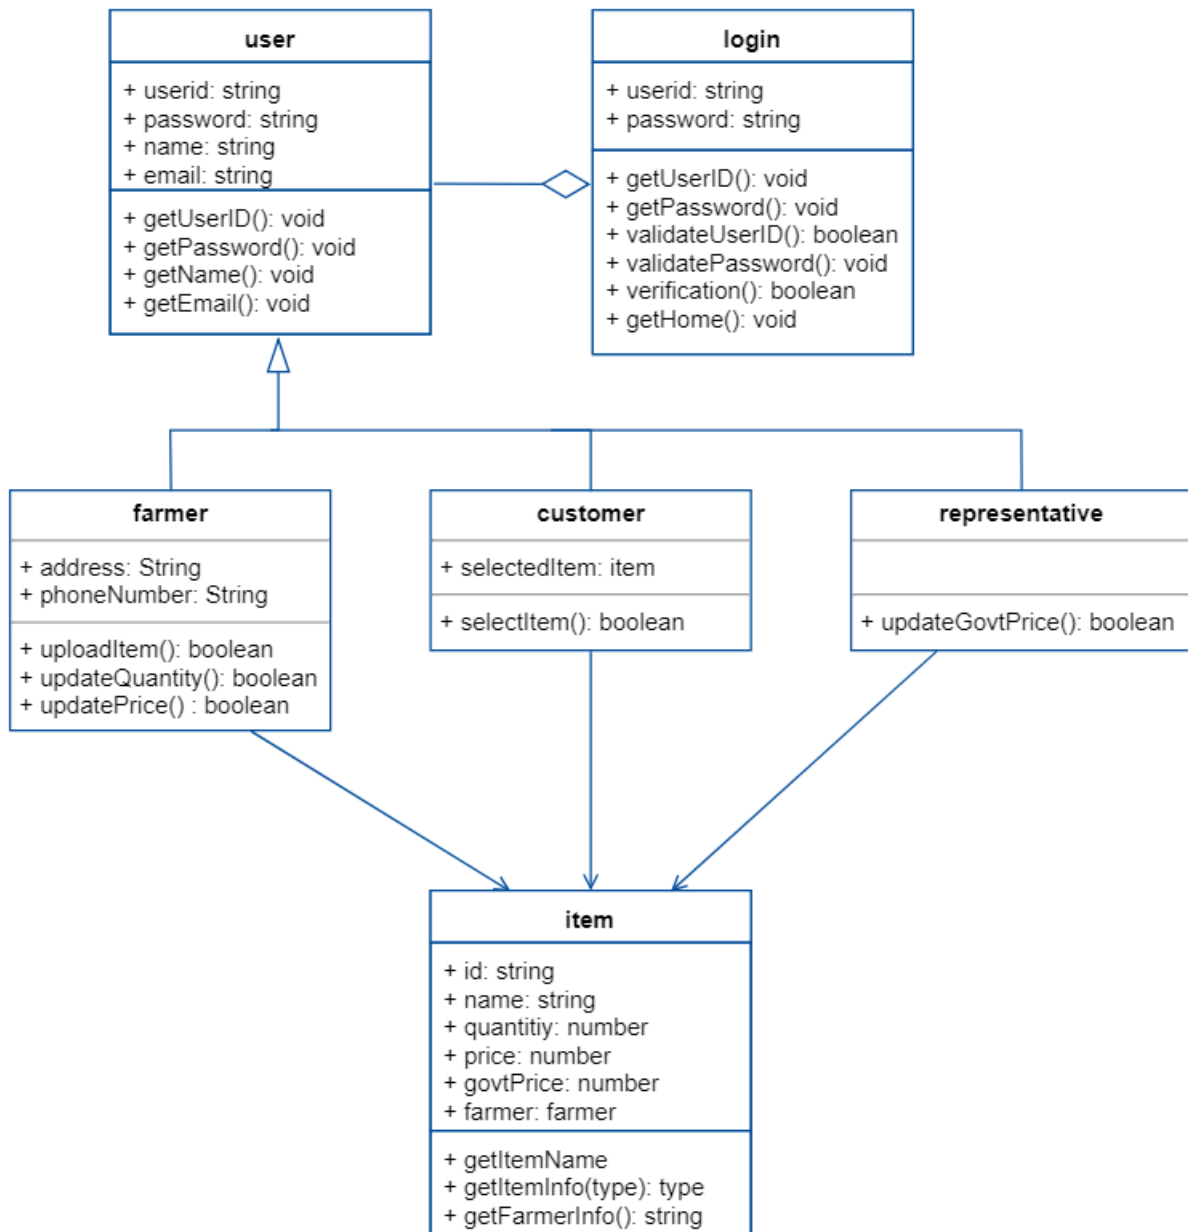 user
+ userid: string
+ password: string
+ name: string
+ email: string
+ getUserID(): void
+ getPassword(): void
+ getName(): void
+ getEmail(): void
login
+ userid: string
+ password: string
+ getUserID(): void
+ getPassword(): void
+ validateUserID(): boolean
+ validatePassword(): void
+ verification(): boolean
+ getHome(): void
farmer
+ address: String
+ phoneNumber: String
+ uploadItem(): boolean
+ updateQuantity(): boolean
+ updatePrice() : boolean
customer
+ selectedItem: item
+ selectItem(): boolean
representative
+ updateGovtPrice(): boolean
item
+ id: string
+ name: string
+ quantitiy: number
+ price: number
+ govtPrice: number
+ farmer: farmer
+ getItemName
+ getItemInfo(type): type
+ getFarmerInfo(): string